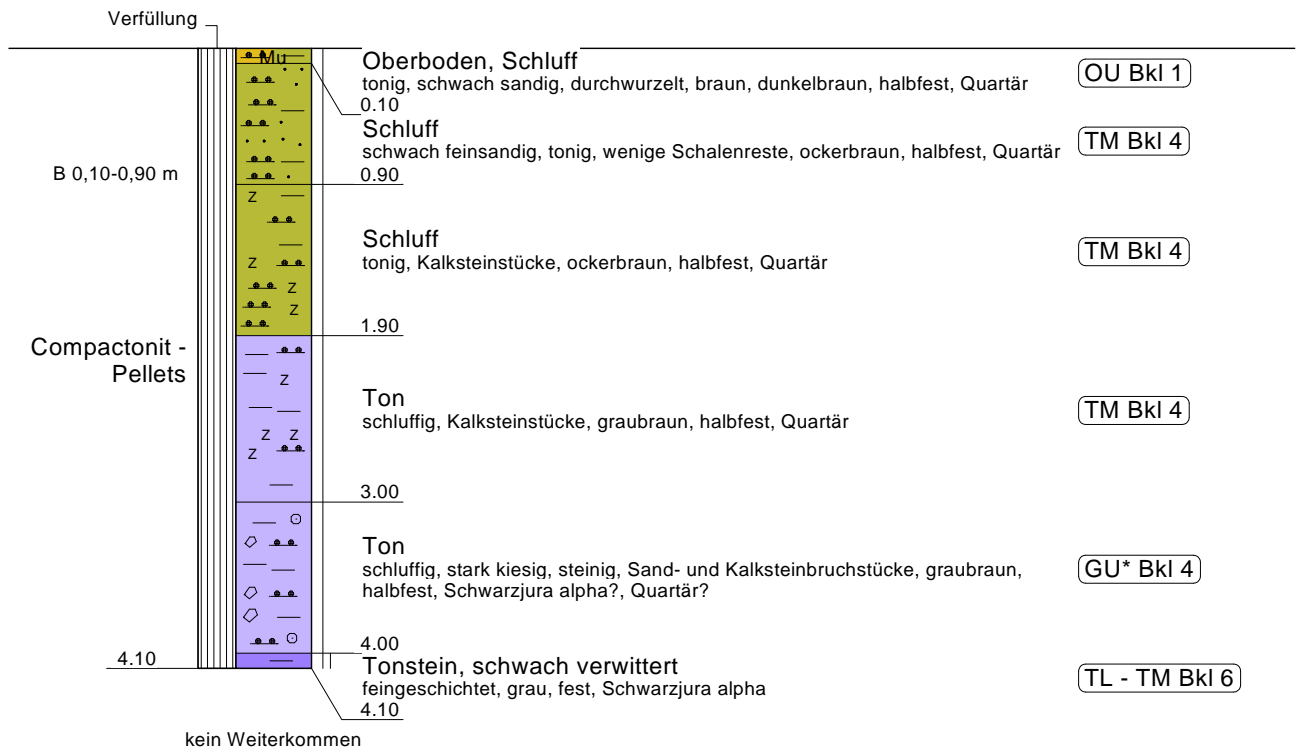 Verfüllung
Mu
Oberboden, Schluff
tonig, schwach sandig, durchwurzelt, braun, dunkelbraun, halbfest, Quartär
0.10
OU Bkl 1
Schluff
schwach feinsandig, tonig, wenige Schalenreste, ockerbraun, halbfest, Quartär
0.90
TM Bkl 4
B 0,10-0,90 m
Z
Schluff
tonig, Kalksteinstücke, ockerbraun, halbfest, Quartär
TM Bkl 4
Z
Z
Z
1.90
Compactonit -
Pellets
Z
Ton
schluffig, Kalksteinstücke, graubraun, halbfest, Quartär
TM Bkl 4
Z Z
Z
3.00
Ton
schluffig, stark kiesig, steinig, Sand- und Kalksteinbruchstücke, graubraun,
halbfest, Schwarzjura alpha?, Quartär?
GU* Bkl 4
4.00
4.10
Tonstein, schwach verwittert
feingeschichtet, grau, fest, Schwarzjura alpha
4.10
TL - TM Bkl 6
kein Weiterkommen